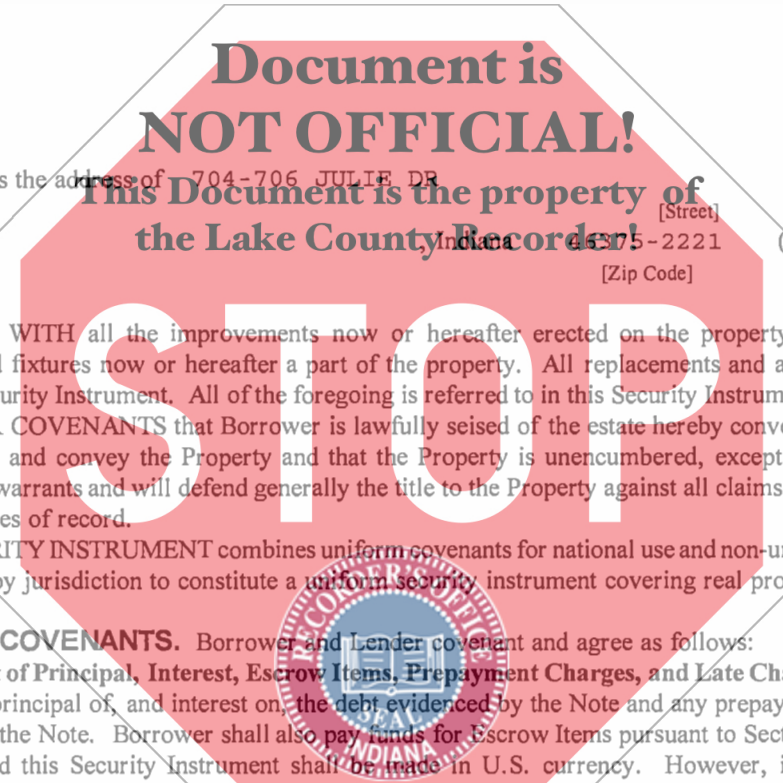 Document is
NOT OFFICIAL!
s the address of 704-706 JULIE DR
This Document is the property of
[Street]
the Lake County Recorder!
, Indiana 46375-2221 (
[Zip Code]
WITH all the improvements now or hereafter erected on the property
fixtures now or hereafter a part of the property. All replacements and a
urity Instrument. All of the foregoing is referred to in this Security Instrum
COVENANTS that Borrower is lawfully seised of the estate hereby conv
and convey the Property and that the Property is unencumbered, except
warrants and will defend generally the title to the Property against all claims
es of record.
STOP
RITY INSTRUMENT combines uniform covenants for national use and non-u
by jurisdiction to constitute a uniform security instrument covering real pro
RECORDER'S OFFICE
COVENANTS. Borrower and Lender covenant and agree as follows:
of Principal, Interest, Escrow Items, Prepayment Charges, and Late Ch
principal of, and interest on, the debt evidenced by the Note and any prepay
SEAL
the Note. Borrower shall also pay funds for Escrow Items pursuant to Sect
INDIANA
d this Security Instrument shall be made in U.S. currency. However,